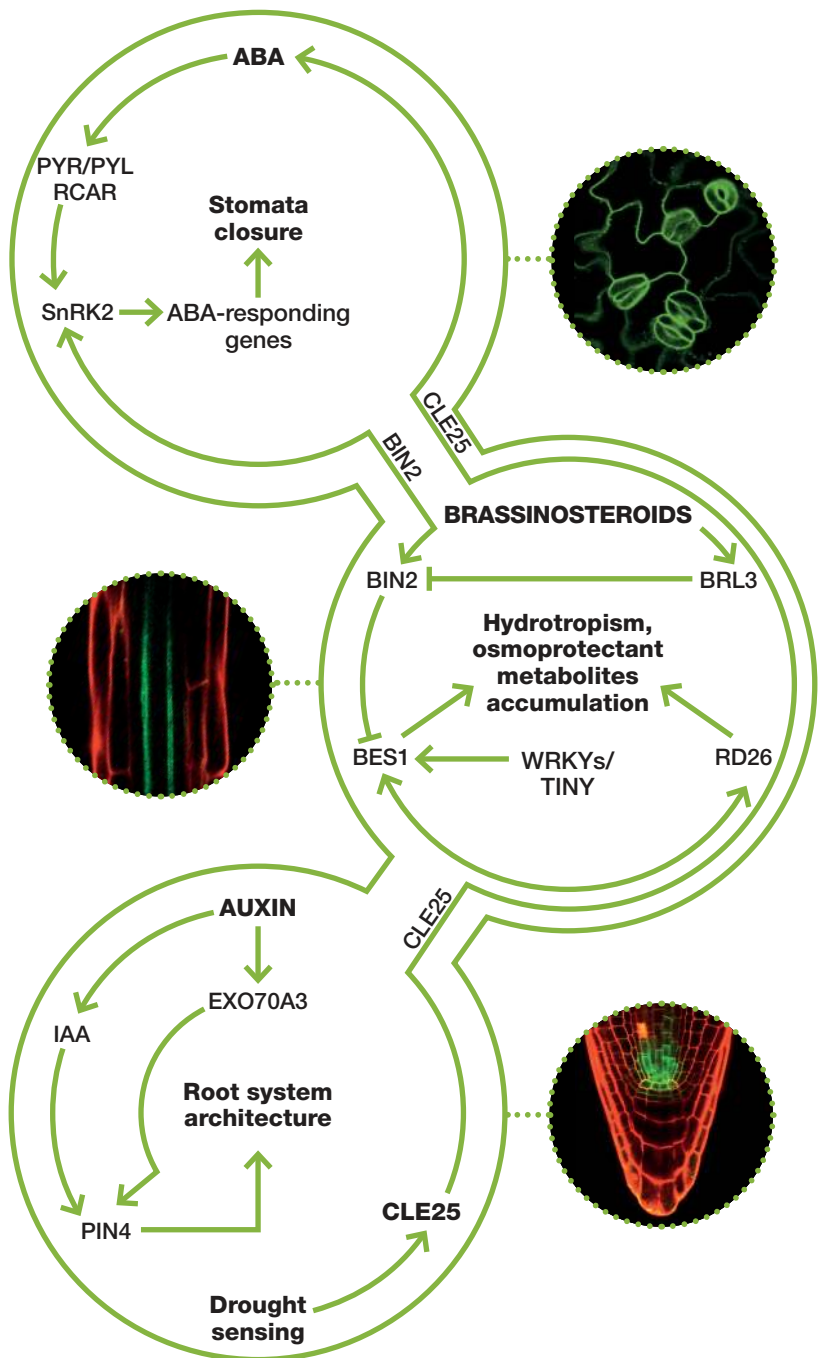 ABA
PYR/PYL
RCAR
Stomata
closure
SnRK2
ABA-responding
genes
CLE25
BIN2
BRASSINOSTEROIDS
BIN2
BRL3
Hydrotropism,
osmoprotectant
metabolites
accumulation
BES1
WRKYs/
TINY
RD26
CLE25
AUXIN
EXO70A3
IAA
Root system
architecture
CLE25
PIN4
Drought
sensing